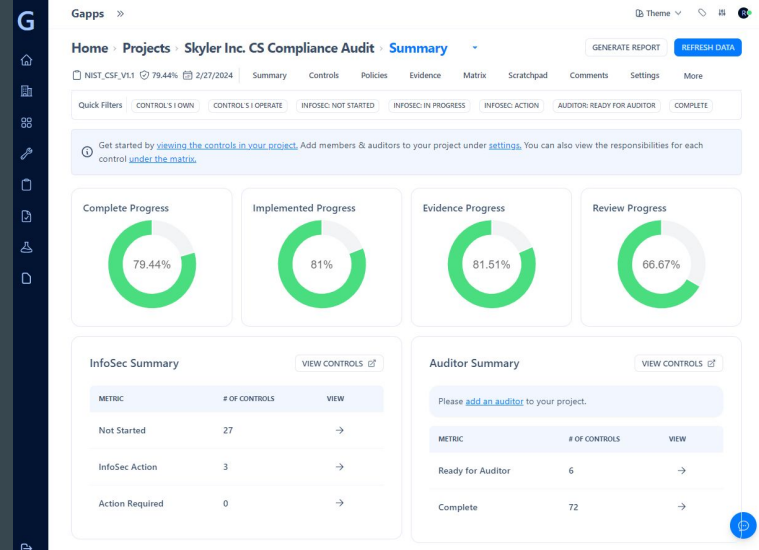 G
Gapps »
Theme
Home › Projects › Skyler Inc. CS Compliance Audit › Summary
GENERATE REPORT
REFRESH DATA
NIST_CSF_V1.1 79.44% 2/27/2024
Summary Controls Policies Evidence Matrix Scratchpad Comments Settings More
Quick Filters CONTROL'S I OWN CONTROL'S I OPERATE INFOSEC: NOT STARTED INFOSEC: IN PROGRESS INFOSEC: ACTION AUDITOR: READY FOR AUDITOR COMPLETE
Get started by viewing the controls in your project. Add members & auditors to your project under settings. You can also view the responsibilities for each
control under the matrix.
Complete Progress
79.44%
Implemented Progress
81%
Evidence Progress
81.51%
Review Progress
66.67%
InfoSec Summary
VIEW CONTROLS
METRIC # OF CONTROLS VIEW
Not Started 27 →
InfoSec Action 3 →
Action Required 0 →
Auditor Summary
VIEW CONTROLS
Please add an auditor to your project.
METRIC # OF CONTROLS VIEW
Ready for Auditor 6 →
Complete 72 →